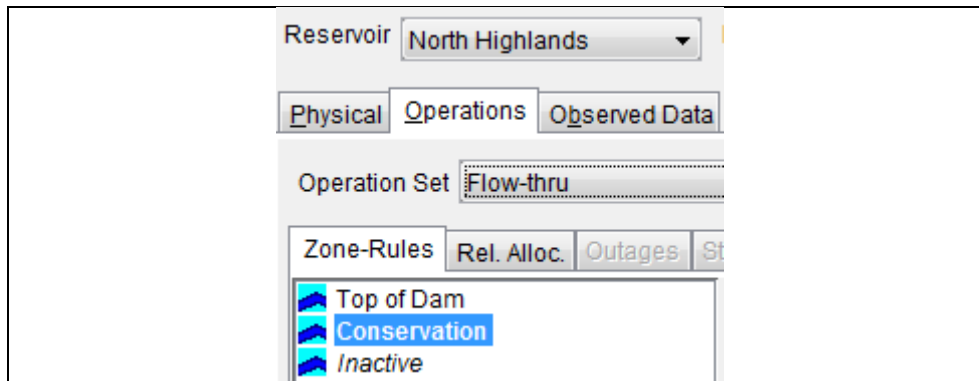 Reservoir North Highlands
Physical Operations Observed Data
Operation Set Flow-thru
Zone-Rules Rel. Alloc. Outages St
Top of Dam
Conservation
Inactive